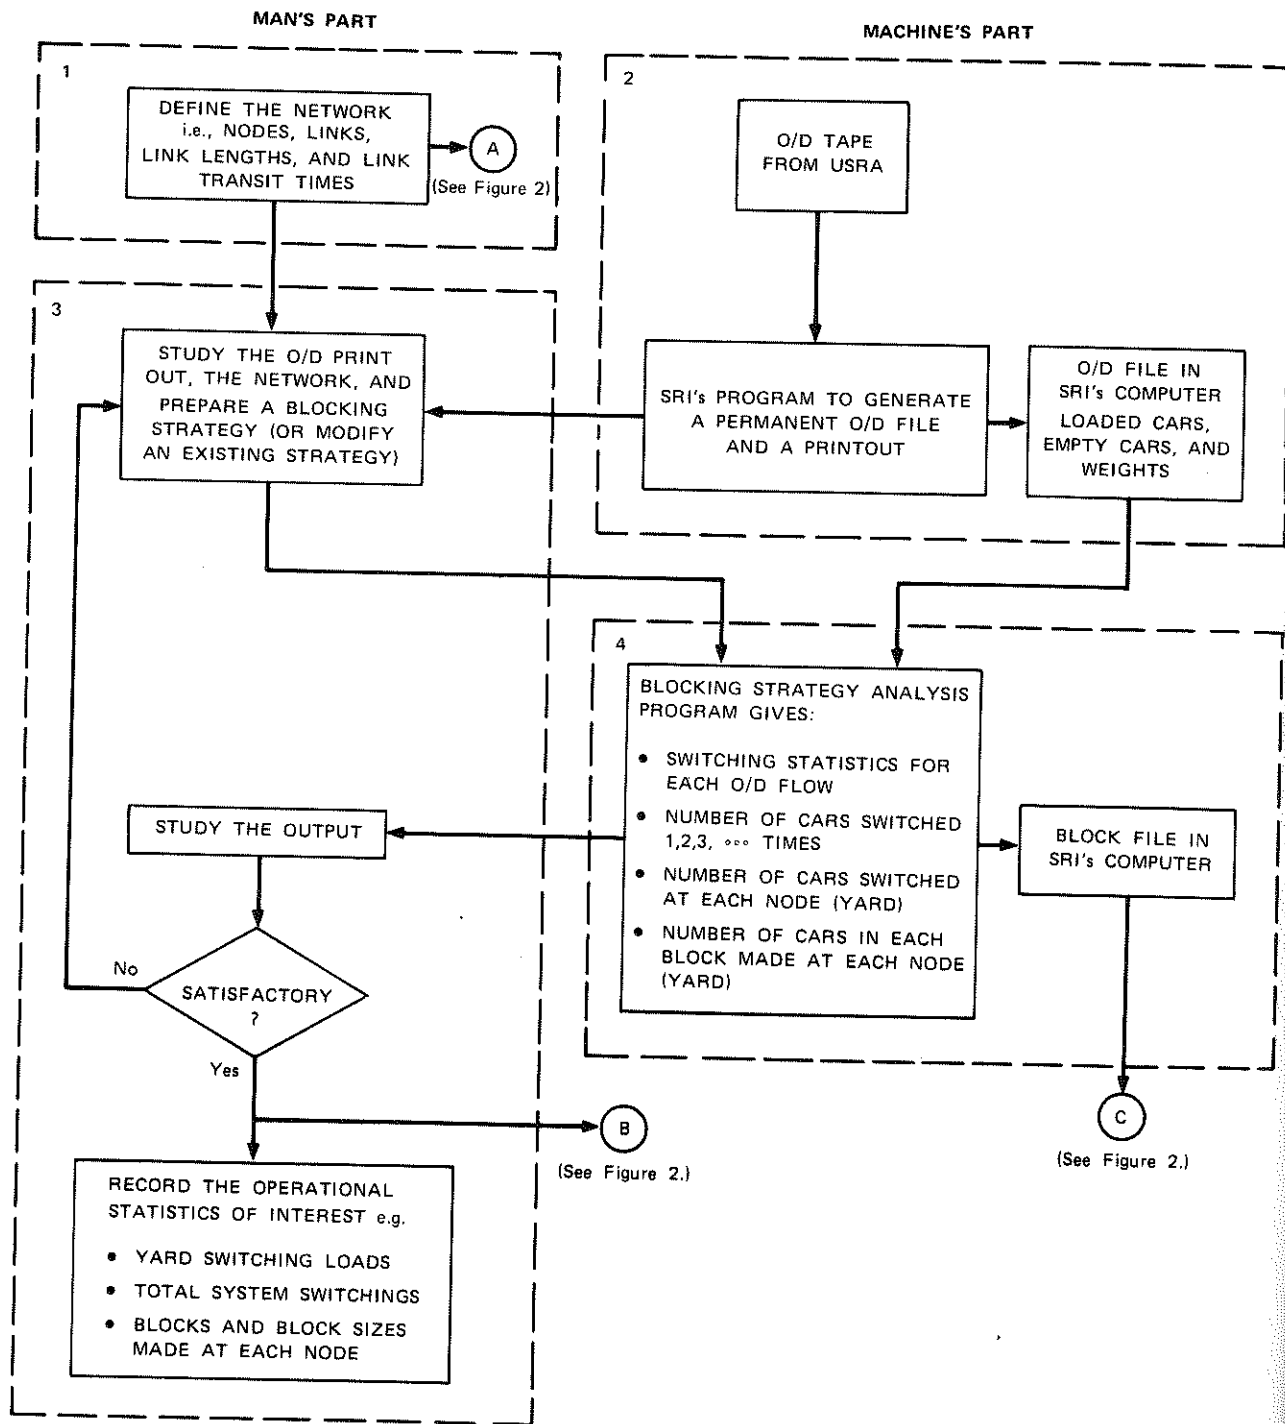 MAN'S PART
MACHINE'S PART
1
DEFINE THE NETWORK
i.e., NODES, LINKS,
LINK LENGTHS, AND LINK
TRANSIT TIMES
A
(See Figure 2)
2
O/D TAPE
FROM USRA
3
STUDY THE O/D PRINT
OUT, THE NETWORK, AND
PREPARE A BLOCKING
STRATEGY (OR MODIFY
AN EXISTING STRATEGY)
SRI's PROGRAM TO GENERATE
A PERMANENT O/D FILE
AND A PRINTOUT
O/D FILE IN
SRI's COMPUTER
LOADED CARS,
EMPTY CARS, AND
WEIGHTS
4
BLOCKING STRATEGY ANALYSIS
PROGRAM GIVES:
• SWITCHING STATISTICS FOR
EACH O/D FLOW
• NUMBER OF CARS SWITCHED
1,2,3, °°° TIMES
• NUMBER OF CARS SWITCHED
AT EACH NODE (YARD)
• NUMBER OF CARS IN EACH
BLOCK MADE AT EACH NODE
(YARD)
BLOCK FILE IN
SRI's COMPUTER
STUDY THE OUTPUT
No
SATISFACTORY
?
Yes
B
(See Figure 2.)
C
(See Figure 2.)
RECORD THE OPERATIONAL
STATISTICS OF INTEREST e.g.
• YARD SWITCHING LOADS
• TOTAL SYSTEM SWITCHINGS
• BLOCKS AND BLOCK SIZES
MADE AT EACH NODE